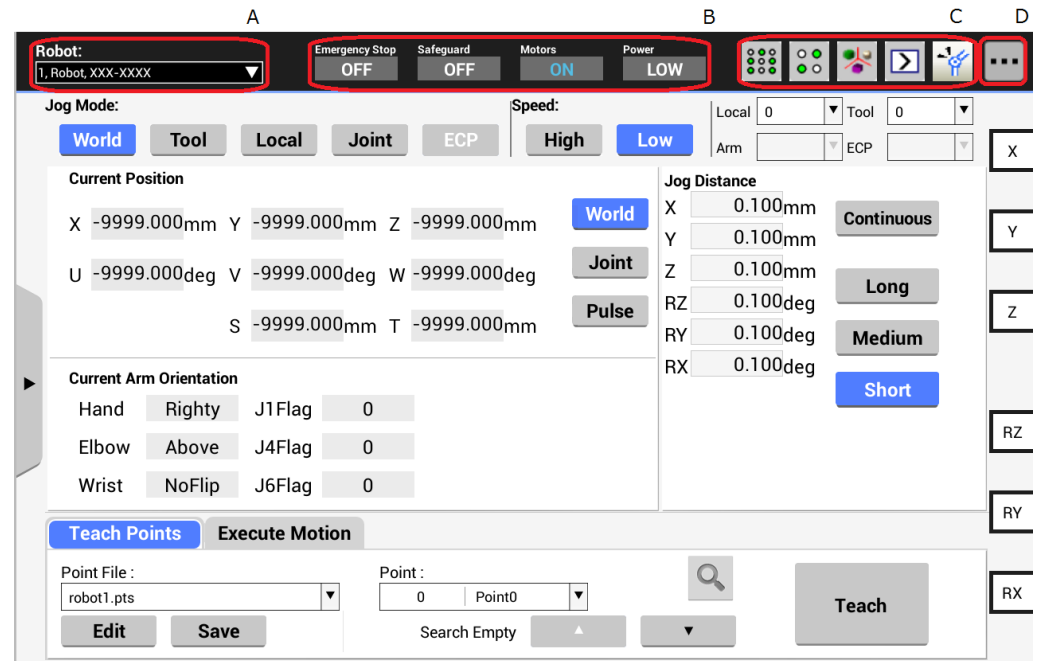 A B C D
Robot:
1, Robot, XXX-XXXX
Emergency Stop Safeguard Motors Power
OFF OFF ON LOW
Jog Mode:
World Tool Local Joint ECP
Speed:
High Low
Local 0 Tool 0
Arm ECP
Current Position
X -9999.000mm Y -9999.000mm Z -9999.000mm
U -9999.000deg V -9999.000deg W -9999.000deg
S -9999.000mm T -9999.000mm
World
Joint
Pulse
Jog Distance
X 0.100mm
Y 0.100mm
Z 0.100mm
RZ 0.100deg
RY 0.100deg
RX 0.100deg
Continuous
Long
Medium
Short
X
Y
Z
RZ
RY
RX
Current Arm Orientation
Hand Righty J1Flag 0
Elbow Above J4Flag 0
Wrist NoFlip J6Flag 0
Teach Points Execute Motion
Point File :
robot1.pts
Edit Save
Point :
0 Point0
Search Empty
Teach